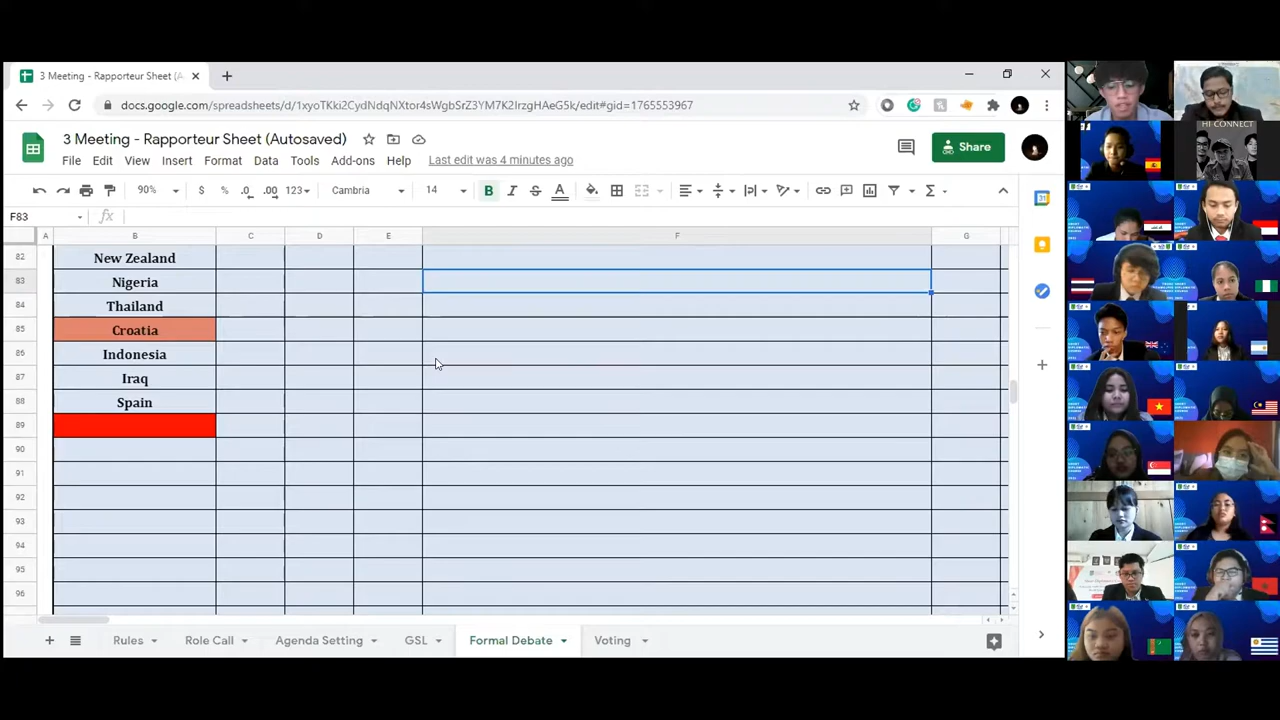 3 Meeting - Rapporteur Sheet (A
docs.google.com/spreadsheets/d/1xyoTKki2CydNdqNXtor4sWgbSrZ3YM7K2IrzgHAeG5k/edit#gid=1765553967
3 Meeting - Rapporteur Sheet (Autosaved)
File Edit View Insert Format Data Tools Add-ons Help Last edit was 4 minutes ago
Share
90% $ % .0 .00 123 Cambria 14 B I S A
F83 fx
A B C D F G
82 New Zealand
83 Nigeria
84 Thailand
85 Croatia
86 Indonesia
87 Iraq
88 Spain
89
90
91
92
93
94
95
96
Rules Role Call Agenda Setting GSL Formal Debate Voting
31
HI CONNECT